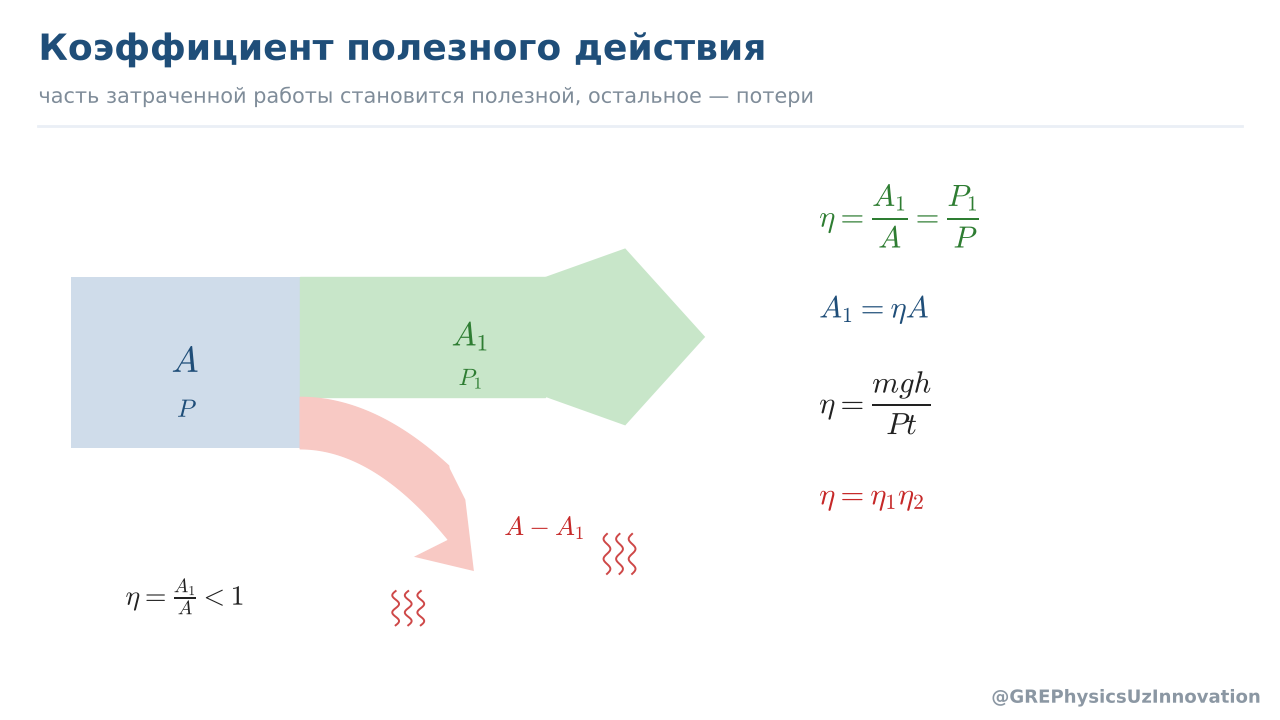 Коэффициент полезного действия
часть затраченной работы становится полезной, остальное — потери
η = A₁/A = P₁/P
A₁ = ηA
η = mgh/Pt
η = η₁η₂
A
P
A₁
P₁
A − A₁
η = A₁/A < 1
@GREPhysicsUzInnovation